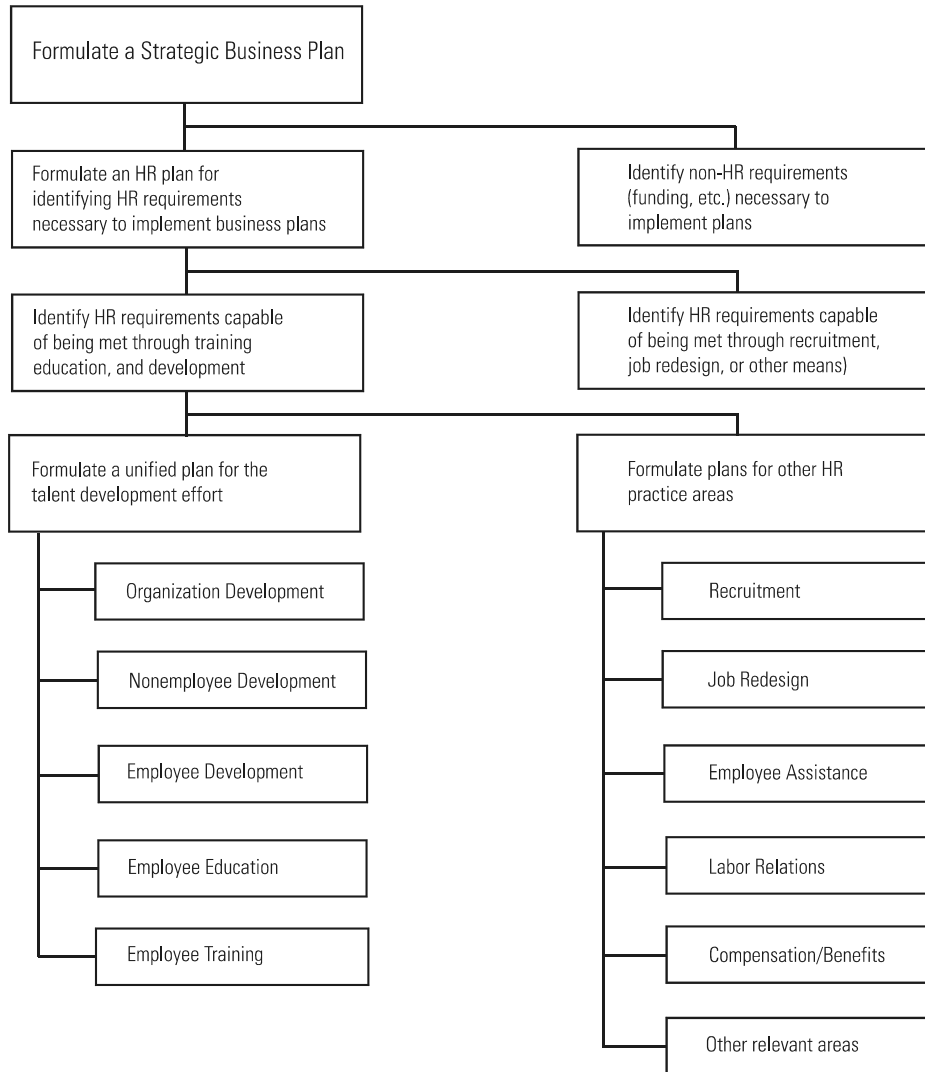 Formulate a Strategic Business Plan
Formulate an HR plan for
identifying HR requirements
necessary to implement business plans
Identify non-HR requirements
(funding, etc.) necessary to
implement plans
Identify HR requirements capable
of being met through training
education, and development
Identify HR requirements capable
of being met through recruitment,
job redesign, or other means)
Formulate a unified plan for the
talent development effort
Formulate plans for other HR
practice areas
Organization Development
Nonemployee Development
Employee Development
Employee Education
Employee Training
Recruitment
Job Redesign
Employee Assistance
Labor Relations
Compensation/Benefits
Other relevant areas